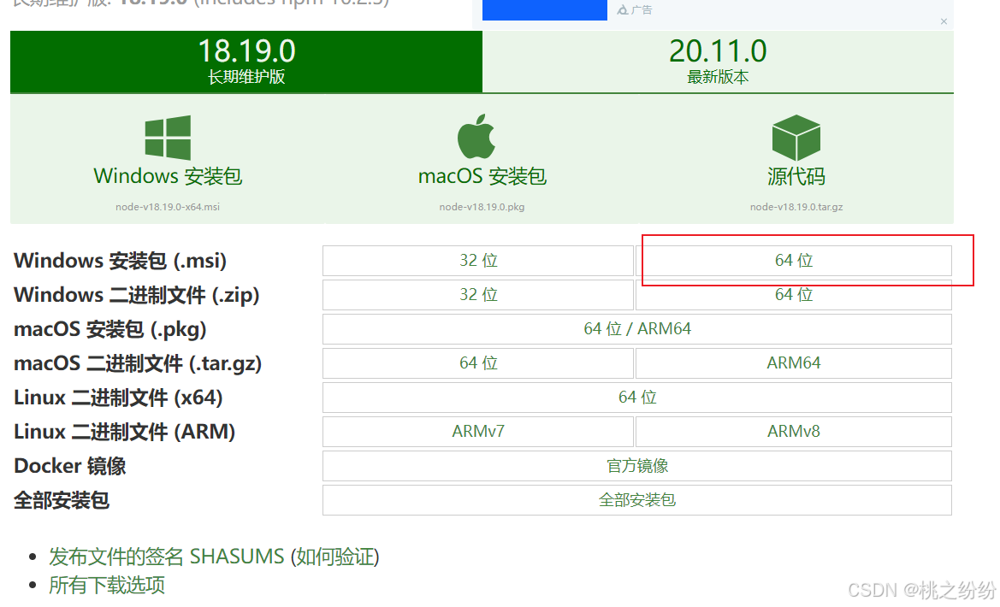 长期维护版: 18.19.0 (includes npm 10.2.3)
广告
18.19.0
长期维护版
20.11.0
最新版本
Windows 安装包
node-v18.19.0-x64.msi
macOS 安装包
node-v18.19.0.pkg
源代码
node-v18.19.0.tar.gz
Windows 安装包 (.msi) 32 位 64 位
Windows 二进制文件 (.zip) 32 位 64 位
macOS 安装包 (.pkg) 64 位 / ARM64
macOS 二进制文件 (.tar.gz) 64 位 ARM64
Linux 二进制文件 (x64) 64 位
Linux 二进制文件 (ARM) ARMv7 ARMv8
Docker 镜像 官方镜像
全部安装包 全部安装包
发布文件的签名 SHASUMS (如何验证)
所有下载选项
CSDN @桃之纷纷